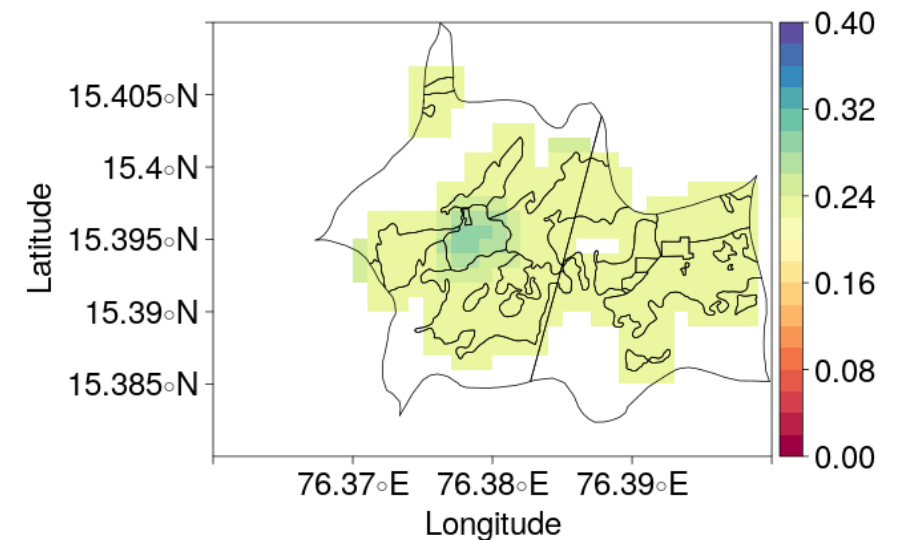 15.405◦N
15.4◦N
15.395◦N
15.39◦N
15.385◦N
Latitude
76.37◦E 76.38◦E 76.39◦E
Longitude
0.40
0.32
0.24
0.16
0.08
0.00